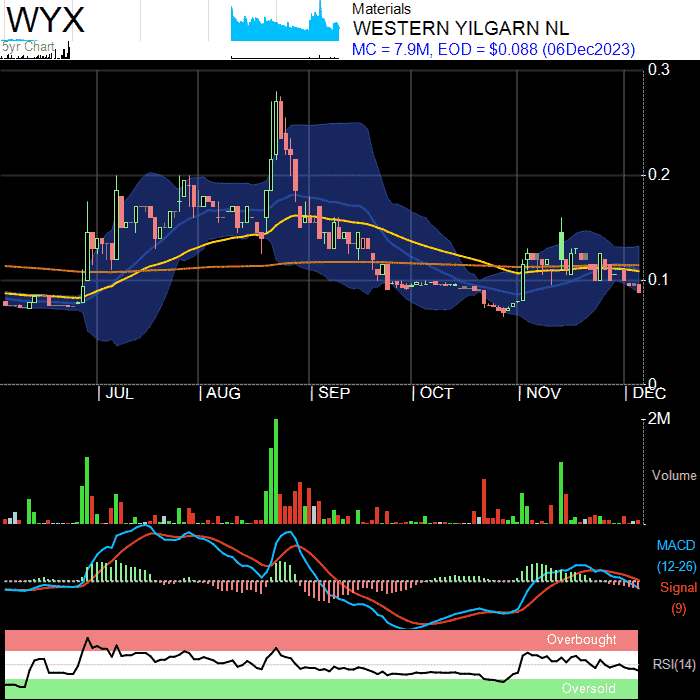 WYX
5yr Chart
Materials
WESTERN YILGARN NL
MC = 7.9M, EOD = $0.088 (06Dec2023)
0.3
0.2
0.1
0
| JUL | AUG | SEP | OCT | NOV | DEC
2M
Volume
MACD
(12-26)
Signal
(9)
Overbought
RSI(14)
Oversold